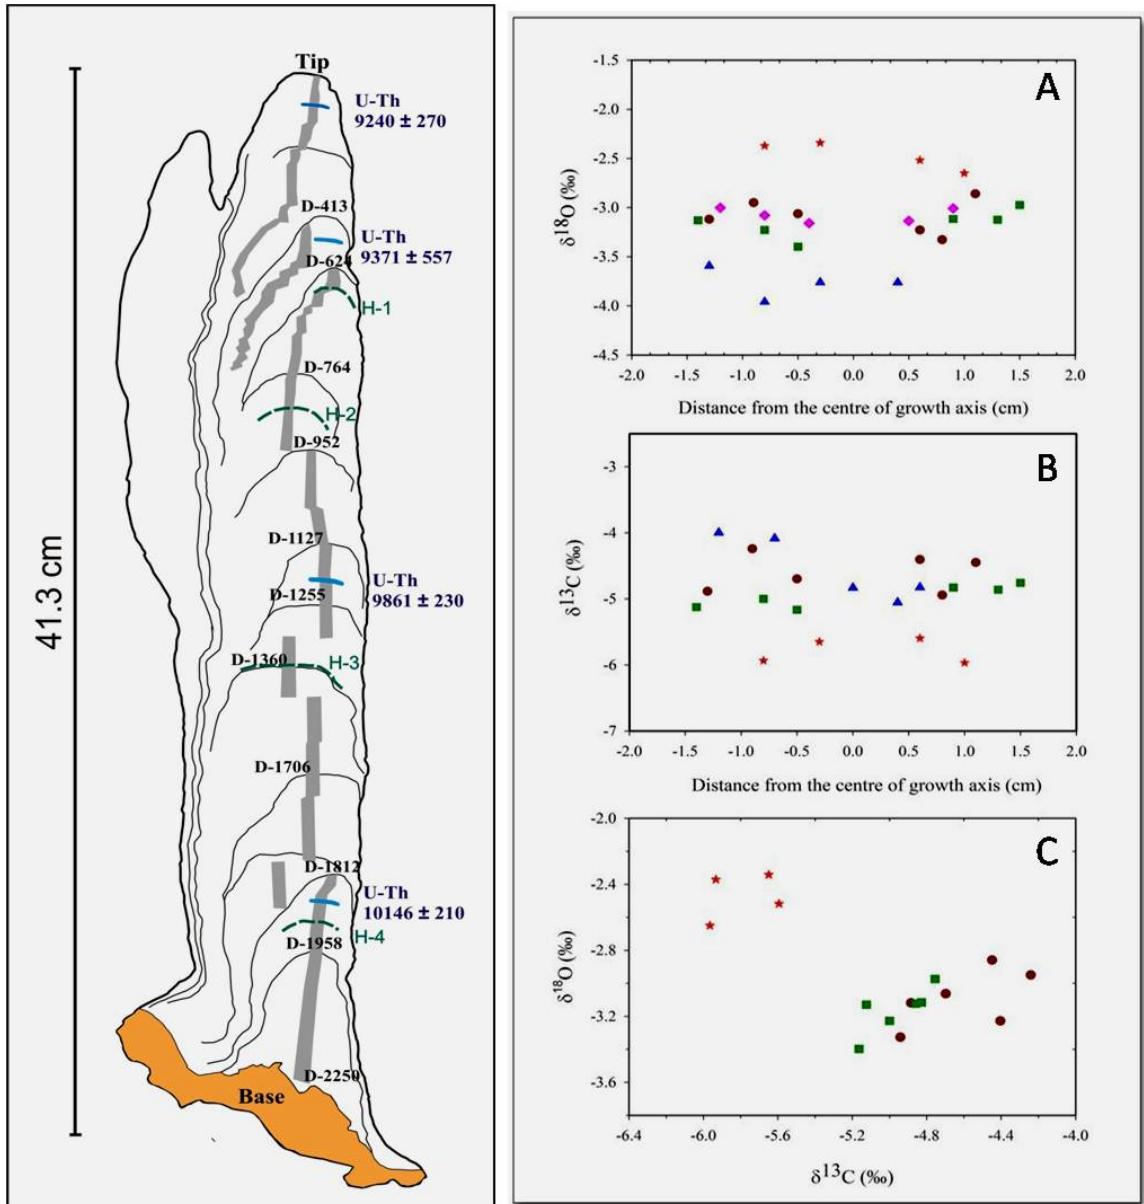 Tip
U-Th
9240 ± 270
D-413
U-Th
9371 ± 557
D-624
H-1
D-764
H-2
D-952
D-1127
U-Th
9861 ± 230
D-1255
D-1360
H-3
D-1706
D-1812
U-Th
10146 ± 210
H-4
D-1958
D-2250
Base
41.3 cm
A
-1.5
-2.0
-2.5
-3.0
-3.5
-4.0
-4.5
δ¹⁸O (‰)
-2.0 -1.5 -1.0 -0.5 0.0 0.5 1.0 1.5 2.0
Distance from the centre of growth axis (cm)
B
-3
-4
-5
-6
-7
δ¹³C (‰)
-2.0 -1.5 -1.0 -0.5 0.0 0.5 1.0 1.5 2.0
Distance from the centre of growth axis (cm)
C
-2.0
-2.4
-2.8
-3.2
-3.6
δ¹⁸O (‰)
-6.4 -6.0 -5.6 -5.2 -4.8 -4.4 -4.0
δ¹³C (‰)